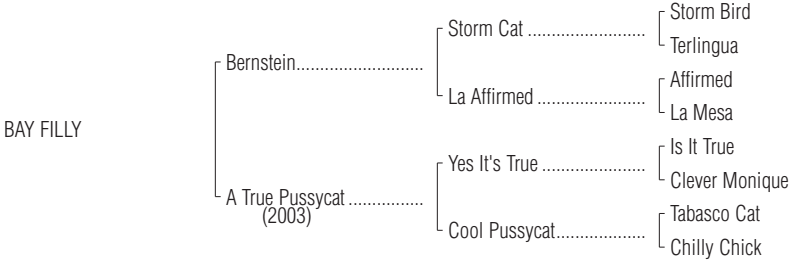 Storm Bird
Storm Cat ........................
Terlingua
Bernstein..........................
Affirmed
La Affirmed ......................
La Mesa
BAY FILLY
Is It True
Yes It's True .....................
Clever Monique
A True Pussycat ................
(2003)
Tabasco Cat
Cool Pussycat...................
Chilly Chick